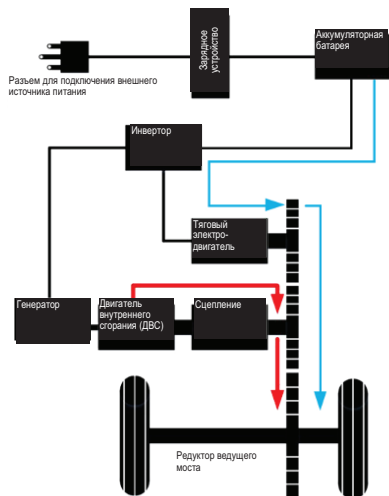 Зарядное
устройство
Аккумуляторная
батарея
Разъем для подключения внешнего
источника питания
Инвертор
Тяговый
электро-
двигатель
Генератор
Двигатель
внутреннего
сгорания (ДВС)
Сцепление
Редуктор ведущего
моста